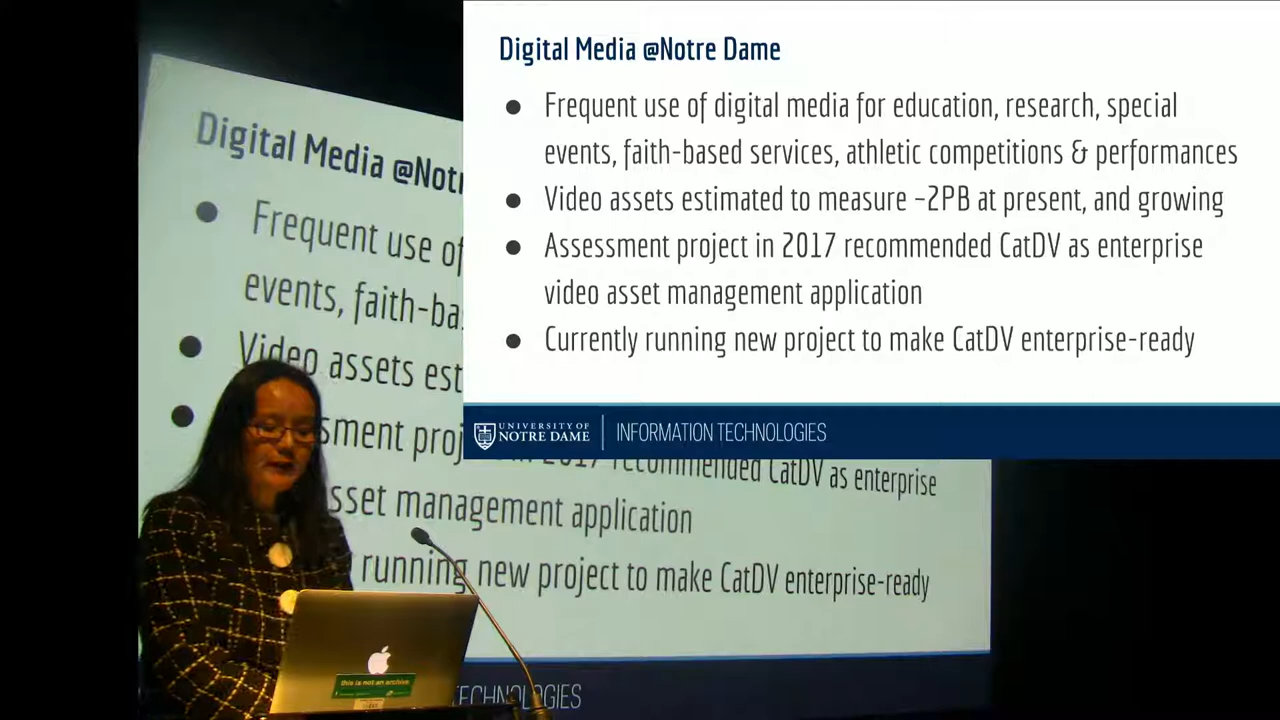 Digital Media @Notre Dame
● Frequent use of digital media for education, research, special
events, faith-based services, athletic competitions & performances
● Video assets estimated to measure ~2PB at present, and growing
● Assessment project in 2017 recommended CatDV as enterprise
video asset management application
● Currently running new project to make CatDV enterprise-ready
UNIVERSITY OF
NOTRE DAME
INFORMATION TECHNOLOGIES
Digital Media @Notr
● Frequent use of
events, faith-ba
● Video assets est
● sment proj in 2017 recommended CatDV as enterprise
sset management application
running new project to make CatDV enterprise-ready
TECHNOLOGIES
this is not an archive